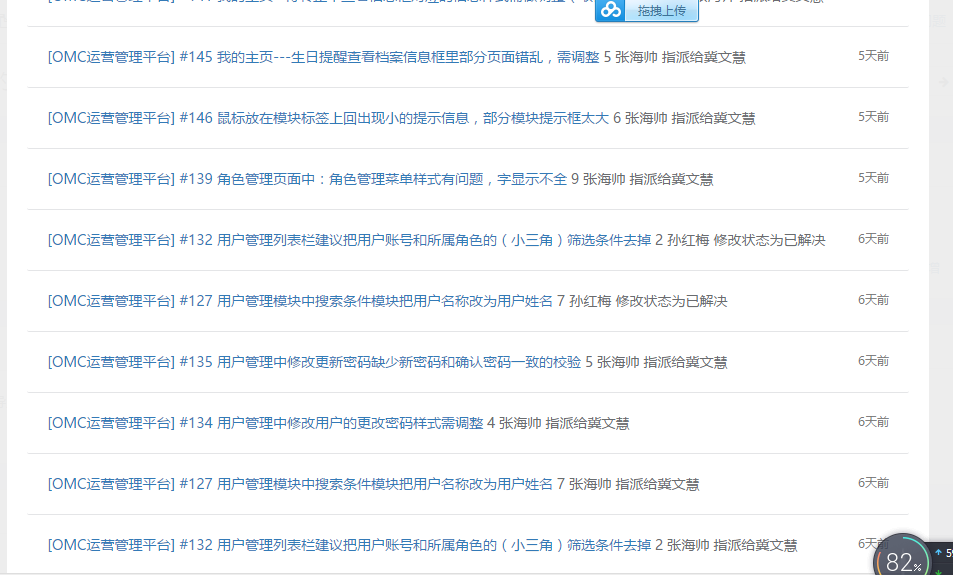 拖拽上传
[OMC运营管理平台] #145 我的主页---生日提醒查看档案信息框里部分页面错乱，需调整 5 张海帅 指派给冀文慧 5天前
[OMC运营管理平台] #146 鼠标放在模块标签上回出现小的提示信息，部分模块提示框太大 6 张海帅 指派给冀文慧 5天前
[OMC运营管理平台] #139 角色管理页面中：角色管理菜单样式有问题，字显示不全 9 张海帅 指派给冀文慧 5天前
[OMC运营管理平台] #132 用户管理列表栏建议把用户账号和所属角色的（小三角）筛选条件去掉 2 孙红梅 修改状态为已解决 6天前
[OMC运营管理平台] #127 用户管理模块中搜索条件模块把用户名称改为用户姓名 7 孙红梅 修改状态为已解决 6天前
[OMC运营管理平台] #135 用户管理中修改更新密码缺少新密码和确认密码一致的校验 5 张海帅 指派给冀文慧 6天前
[OMC运营管理平台] #134 用户管理中修改用户的更改密码样式需调整 4 张海帅 指派给冀文慧 6天前
[OMC运营管理平台] #127 用户管理模块中搜索条件模块把用户名称改为用户姓名 7 张海帅 指派给冀文慧 6天前
[OMC运营管理平台] #132 用户管理列表栏建议把用户账号和所属角色的（小三角）筛选条件去掉 2 张海帅 指派给冀文慧 6天前
82%